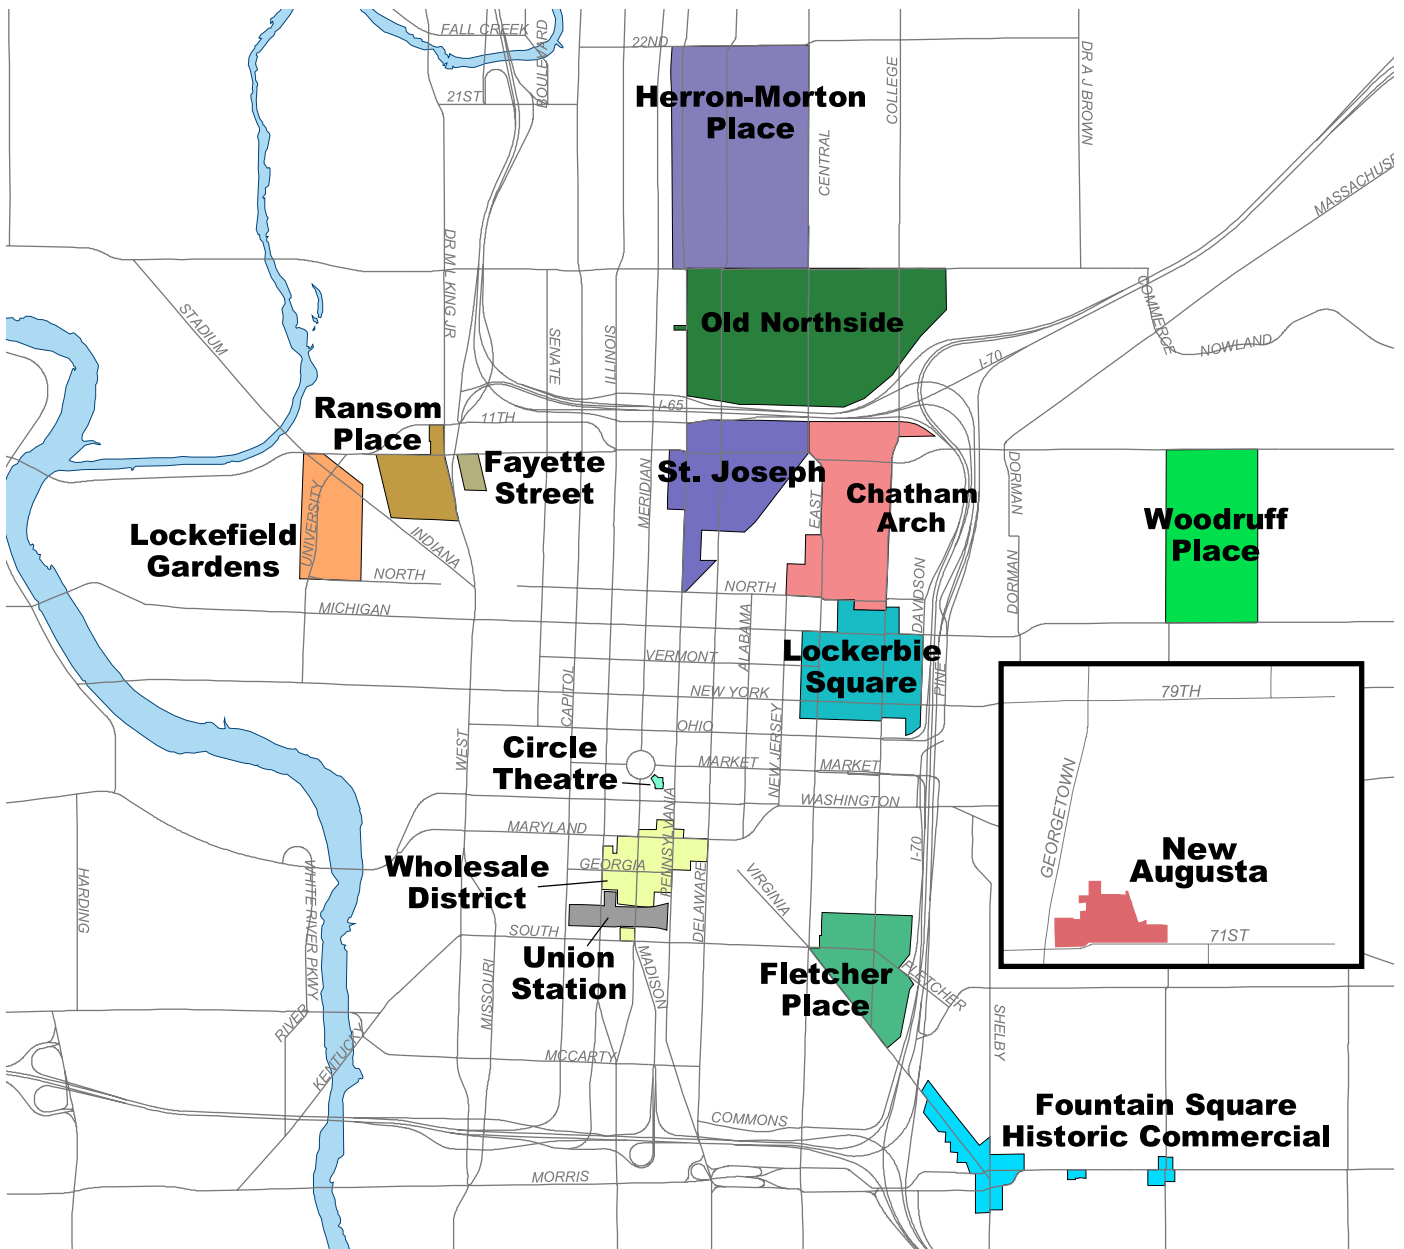 FALL CREEK
BOULEVARD
22ND
21ST
COLLEGE
DR A J BROWN
Herron-Morton
Place
CENTRAL
MASSACHUSE
DR M L KING JR
STADIUM
SENATE
ILLINOIS
Old Northside
COMMERCE
NOWLAND
I-70
I-65
11TH
Ransom
Place
Fayette
Street
St. Joseph
MERIDIAN
EAST
Chatham
Arch
DORMAN
Woodruff
Place
Lockefield
Gardens
UNIVERSITY
INDIANA
NORTH
NORTH
MICHIGAN
DAVIDSON
DORMAN
ALABAMA
VERMONT
Lockerbie
Square
PINE
NEW YORK
CAPITOL
OHIO
WEST
NEW JERSEY
Circle
Theatre
MARKET
MARKET
WASHINGTON
MARYLAND
PENNSYLVANIA
GEORGIA
Wholesale
District
DELAWARE
VIRGINIA
I-70
HARDING
WHITE RIVER PKWY
SOUTH
Union
Station
MADISON
MISSOURI
Fletcher
Place
FLETCHER
SHELBY
RIVER
KENTUCKY
MCCARTY
COMMONS
MORRIS
Fountain Square
Historic Commercial
79TH
GEORGETOWN
New
Augusta
71ST